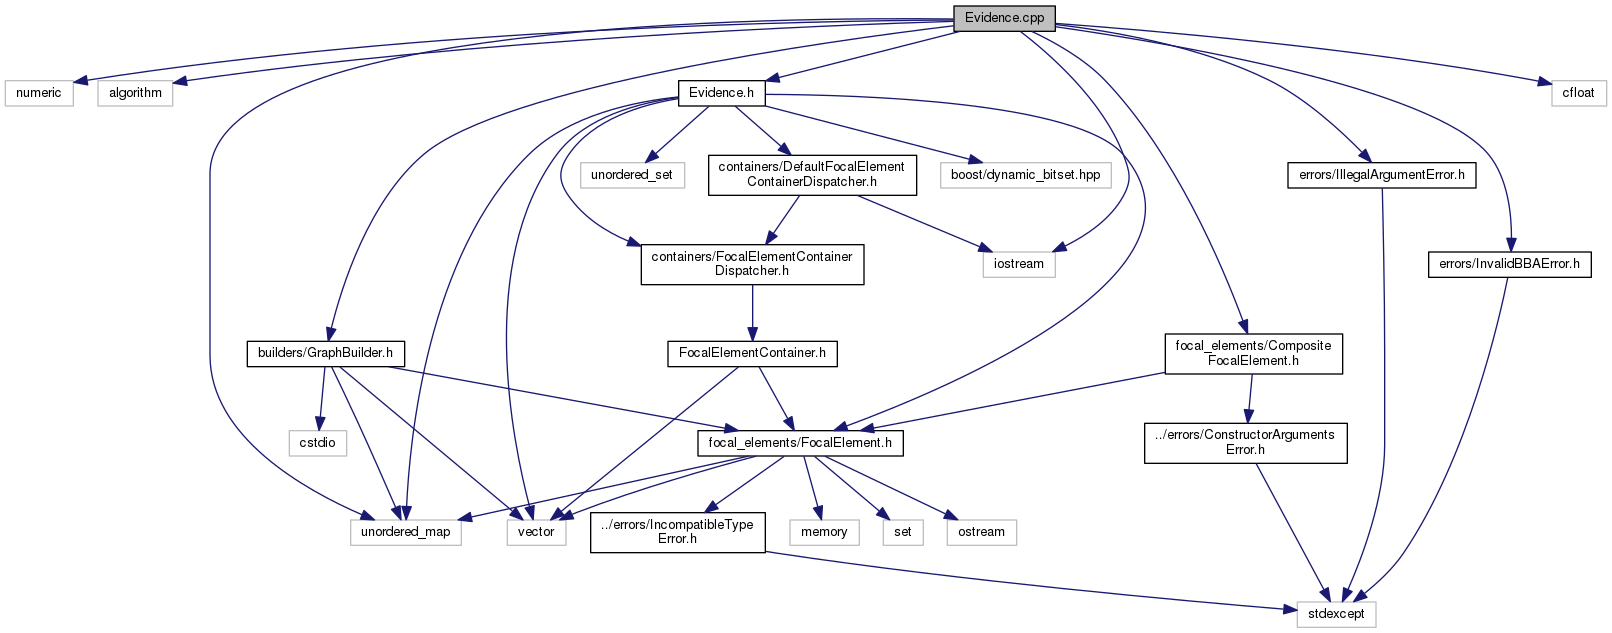 Evidence.cpp
numeric
algorithm
Evidence.h
cfloat
unordered_set
containers/DefaultFocalElement
ContainerDispatcher.h
boost/dynamic_bitset.hpp
errors/IllegalArgumentError.h
containers/FocalElementContainer
Dispatcher.h
iostream
errors/InvalidBBAError.h
builders/GraphBuilder.h
FocalElementContainer.h
focal_elements/Composite
FocalElement.h
cstdio
focal_elements/FocalElement.h
../errors/ConstructorArguments
Error.h
unordered_map
vector
../errors/IncompatibleType
Error.h
memory
set
ostream
stdexcept